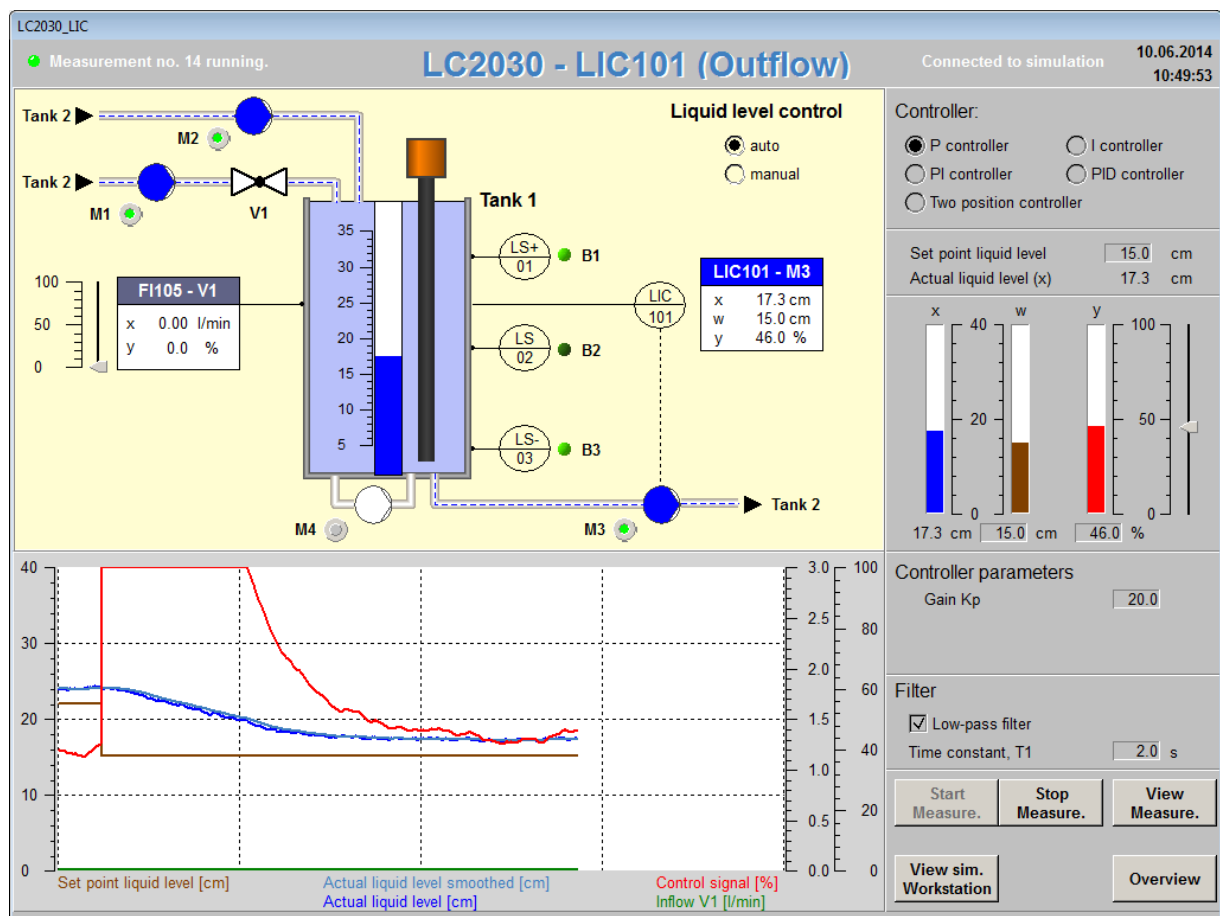 LC2030_LIC
Measurement no. 14 running.
LC2030 - LIC101 (Outflow)
Connected to simulation
10.06.2014
10:49:53
Tank 2
M2
Tank 2
M1
V1
Liquid level control
auto
manual
Tank 1
35
30
25
20
15
10
5
LS+
01
B1
LS
02
B2
LS-
03
B3
100
50
0
FI105 - V1
x 0.00 l/min
y 0.0 %
LIC
101
LIC101 - M3
x 17.3 cm
w 15.0 cm
y 46.0 %
M4
M3
Tank 2
Controller:
P controller
I controller
PI controller
PID controller
Two position controller
Set point liquid level 15.0 cm
Actual liquid level (x) 17.3 cm
x w y
40
20
0
100
50
0
17.3 cm 15.0 cm 46.0 %
Controller parameters
Gain Kp 20.0
Filter
Low-pass filter
Time constant, T1 2.0 s
Start
Measure.
Stop
Measure.
View
Measure.
View sim.
Workstation
Overview
40
30
20
10
0
3.0
2.5
2.0
1.5
1.0
0.5
0.0
100
80
60
40
20
0
Set point liquid level [cm]
Actual liquid level smoothed [cm]
Actual liquid level [cm]
Control signal [%]
Inflow V1 [l/min]